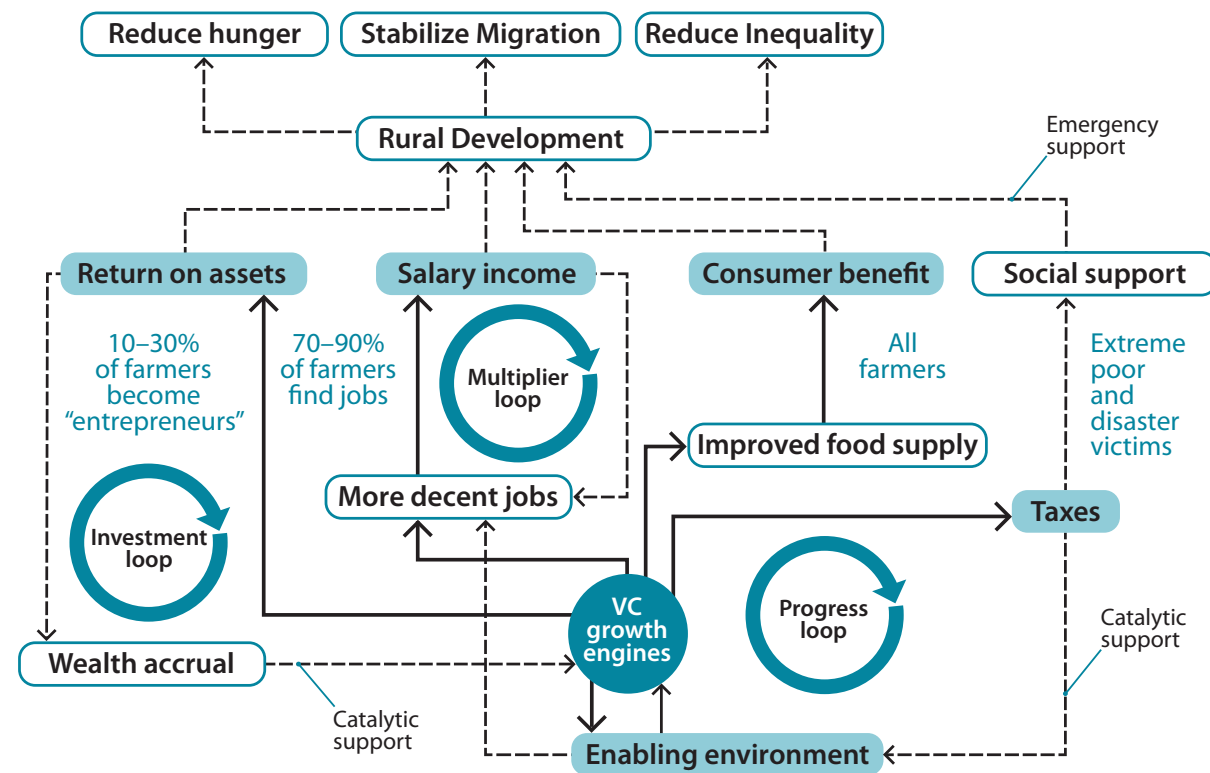 Reduce hunger
Stabilize Migration
Reduce Inequality
Rural Development
Emergency
support
Return on assets
Salary income
Consumer benefit
Social support
10–30%
of farmers
become
“entrepreneurs”
70–90%
of farmers
find jobs
Multiplier
loop
All
farmers
Extreme
poor
and
disaster
victims
Improved food supply
More decent jobs
Taxes
Investment
loop
VC
growth
engines
Progress
loop
Catalytic
support
Wealth accrual
Catalytic
support
Enabling environment